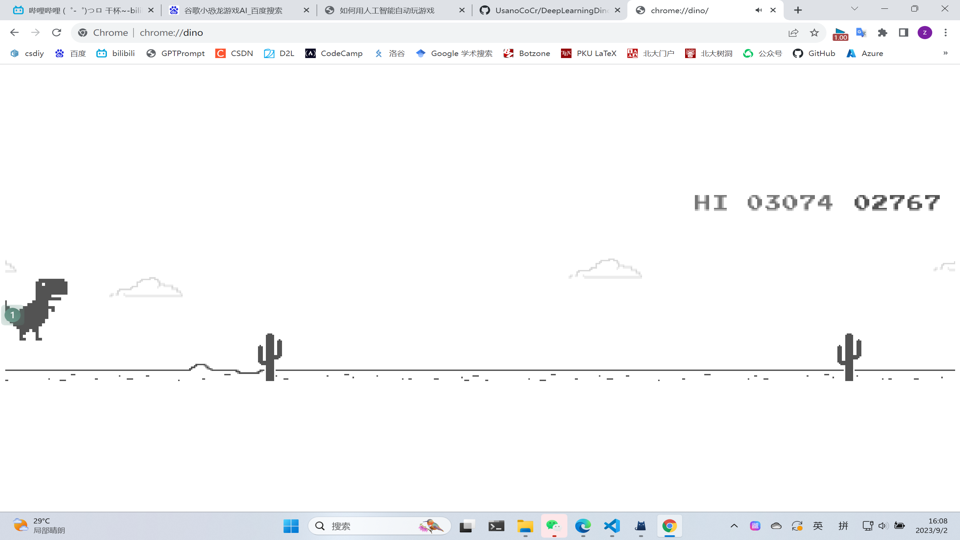 哔哩哔哩 (゜-゜)つロ 干杯~-bili
谷歌小恐龙游戏AI_百度搜索
如何用人工智能自动玩游戏
UsanoCoCr/DeepLearningDino
chrome://dino/
Chrome | chrome://dino
1.00
z
csdiy
百度
bilibili
GPTPrompt
CSDN
D2L
CodeCamp
洛谷
Google 学术搜索
Botzone
PKU LaTeX
北大门户
北大树洞
公众号
GitHub
Azure
»
HI 03074 02767
1
29°C
局部晴朗
搜索
英
拼
16:08
2023/9/2